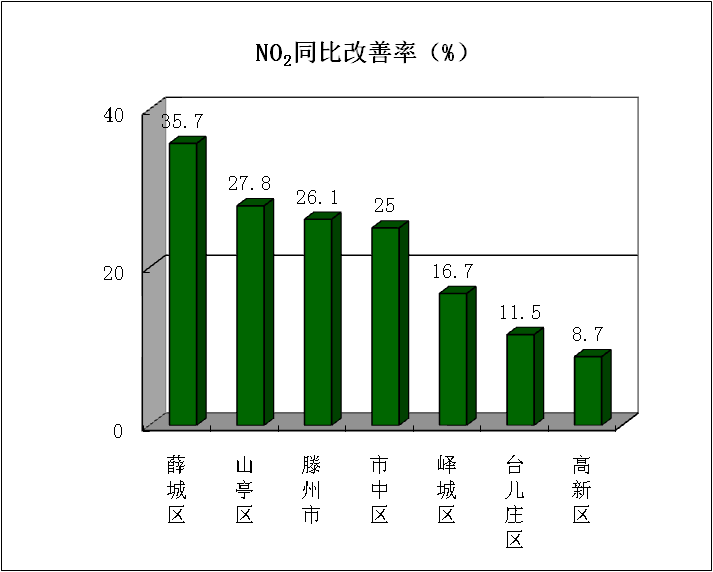 NO₂同比改善率（%）
40
20
0
35.7
27.8
26.1
25
16.7
11.5
8.7
薛城区
山亭区
滕州市
市中区
峄城区
台儿庄区
高新区